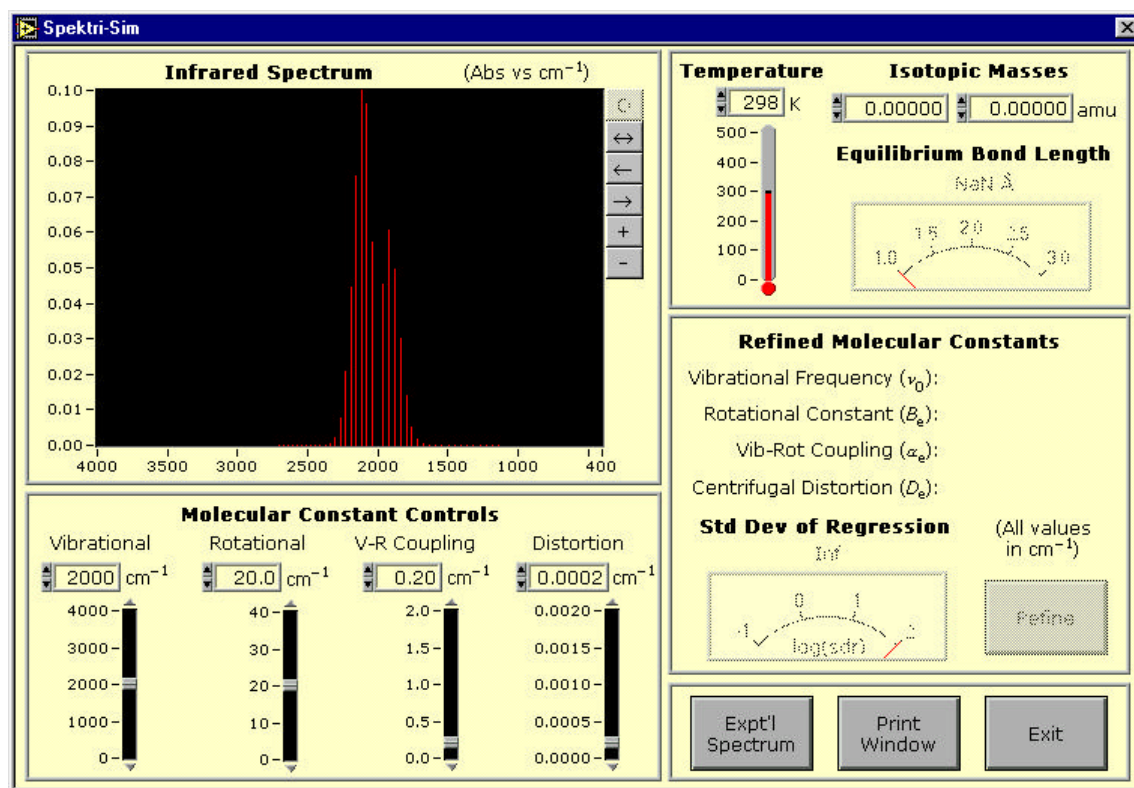 Spektri-Sim
Infrared Spectrum (Abs vs cm⁻¹)
0.10
0.09
0.08
0.07
0.06
0.05
0.04
0.03
0.02
0.01
0.00
4000 3500 3000 2500 2000 1500 1000 400
↔
←
→
+
-
Temperature
298 K
500
400
300
200
100
0
Isotopic Masses
0.00000 0.00000 amu
Equilibrium Bond Length
NaN Å
1.0 1.5 2.0 2.5 3.0
Molecular Constant Controls
Vibrational Rotational V-R Coupling Distortion
2000 cm⁻¹ 20.0 cm⁻¹ 0.20 cm⁻¹ 0.0002 cm⁻¹
4000 40 2.0 0.0020
3000 30 1.5 0.0015
2000 20 1.0 0.0010
1000 10 0.5 0.0005
0 0 0.0 0.0000
Refined Molecular Constants
Vibrational Frequency (ν₀):
Rotational Constant (Bₑ):
Vib-Rot Coupling (αₑ):
Centrifugal Distortion (Dₑ):
Std Dev of Regression
Inf
-1 0 1 2
log(sdr)
(All values
in cm⁻¹)
Refine
Expt'l
Spectrum
Print
Window
Exit